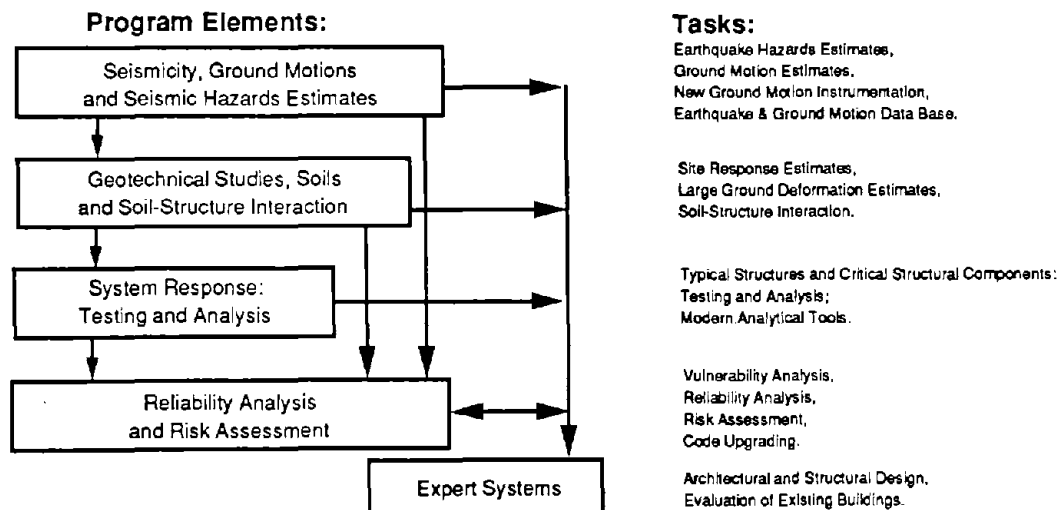 Program Elements:
Seismicity, Ground Motions
and Seismic Hazards Estimates
Geotechnical Studies, Soils
and Soil-Structure Interaction
System Response:
Testing and Analysis
Reliability Analysis
and Risk Assessment
Expert Systems
Tasks:
Earthquake Hazards Estimates,
Ground Motion Estimates,
New Ground Motion Instrumentation,
Earthquake & Ground Motion Data Base.
Site Response Estimates,
Large Ground Deformation Estimates,
Soil-Structure Interaction.
Typical Structures and Critical Structural Components:
Testing and Analysis;
Modern Analytical Tools.
Vulnerability Analysis,
Reliability Analysis,
Risk Assessment,
Code Upgrading.
Architectural and Structural Design,
Evaluation of Existing Buildings.